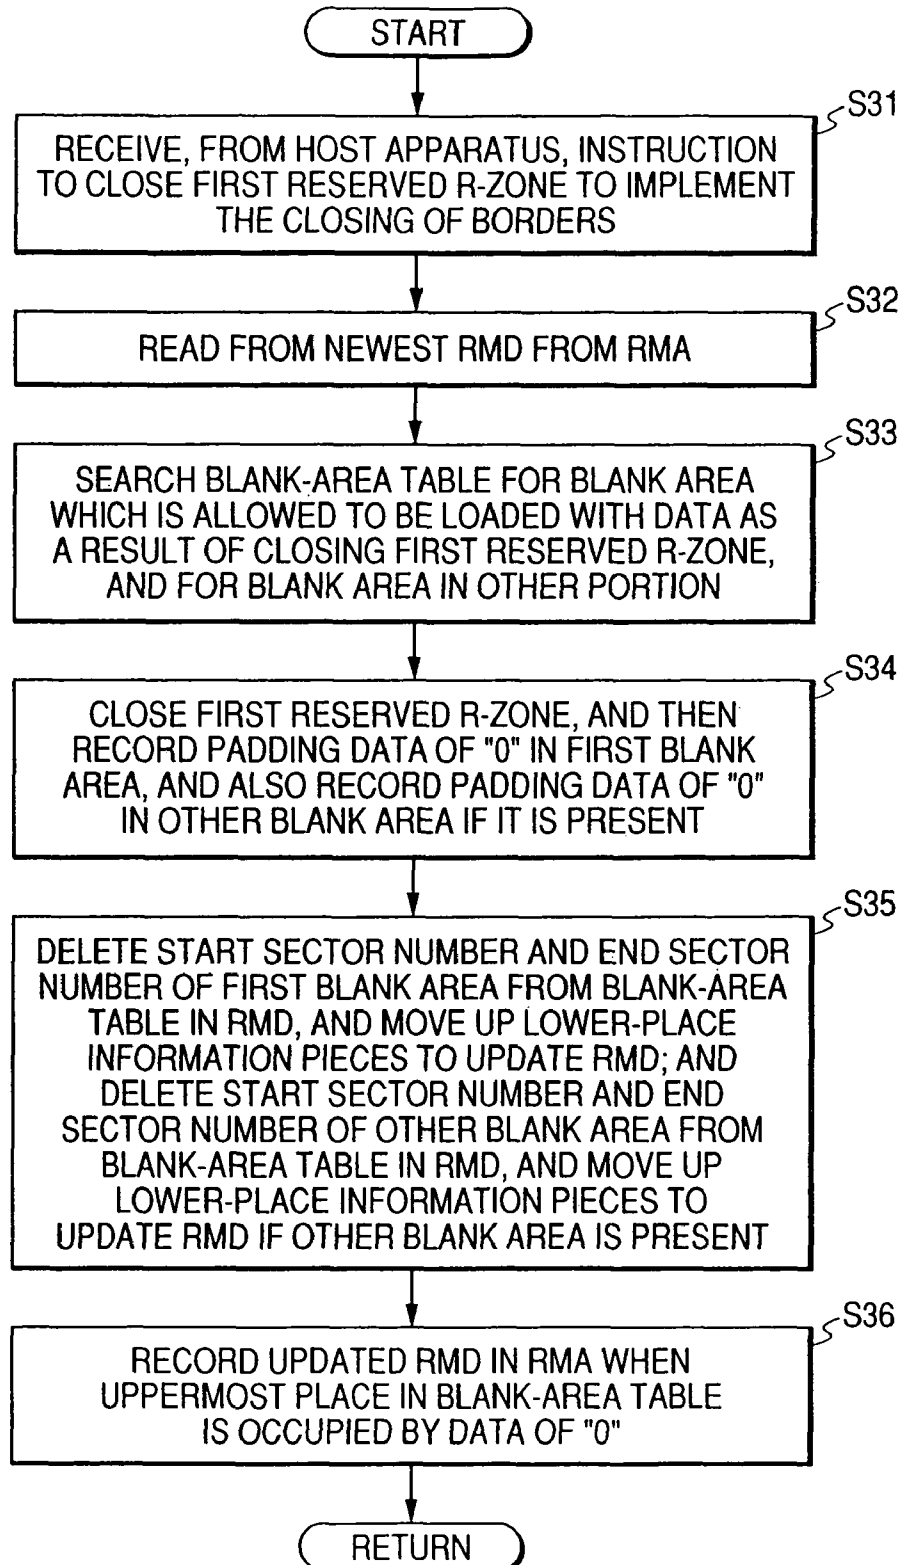 START
S31
RECEIVE, FROM HOST APPARATUS, INSTRUCTION
TO CLOSE FIRST RESERVED R-ZONE TO IMPLEMENT
THE CLOSING OF BORDERS
S32
READ FROM NEWEST RMD FROM RMA
S33
SEARCH BLANK-AREA TABLE FOR BLANK AREA
WHICH IS ALLOWED TO BE LOADED WITH DATA AS
A RESULT OF CLOSING FIRST RESERVED R-ZONE,
AND FOR BLANK AREA IN OTHER PORTION
S34
CLOSE FIRST RESERVED R-ZONE, AND THEN
RECORD PADDING DATA OF "0" IN FIRST BLANK
AREA, AND ALSO RECORD PADDING DATA OF "0"
IN OTHER BLANK AREA IF IT IS PRESENT
S35
DELETE START SECTOR NUMBER AND END SECTOR
NUMBER OF FIRST BLANK AREA FROM BLANK-AREA
TABLE IN RMD, AND MOVE UP LOWER-PLACE
INFORMATION PIECES TO UPDATE RMD; AND
DELETE START SECTOR NUMBER AND END
SECTOR NUMBER OF OTHER BLANK AREA FROM
BLANK-AREA TABLE IN RMD, AND MOVE UP
LOWER-PLACE INFORMATION PIECES TO
UPDATE RMD IF OTHER BLANK AREA IS PRESENT
S36
RECORD UPDATED RMD IN RMA WHEN
UPPERMOST PLACE IN BLANK-AREA TABLE
IS OCCUPIED BY DATA OF "0"
RETURN